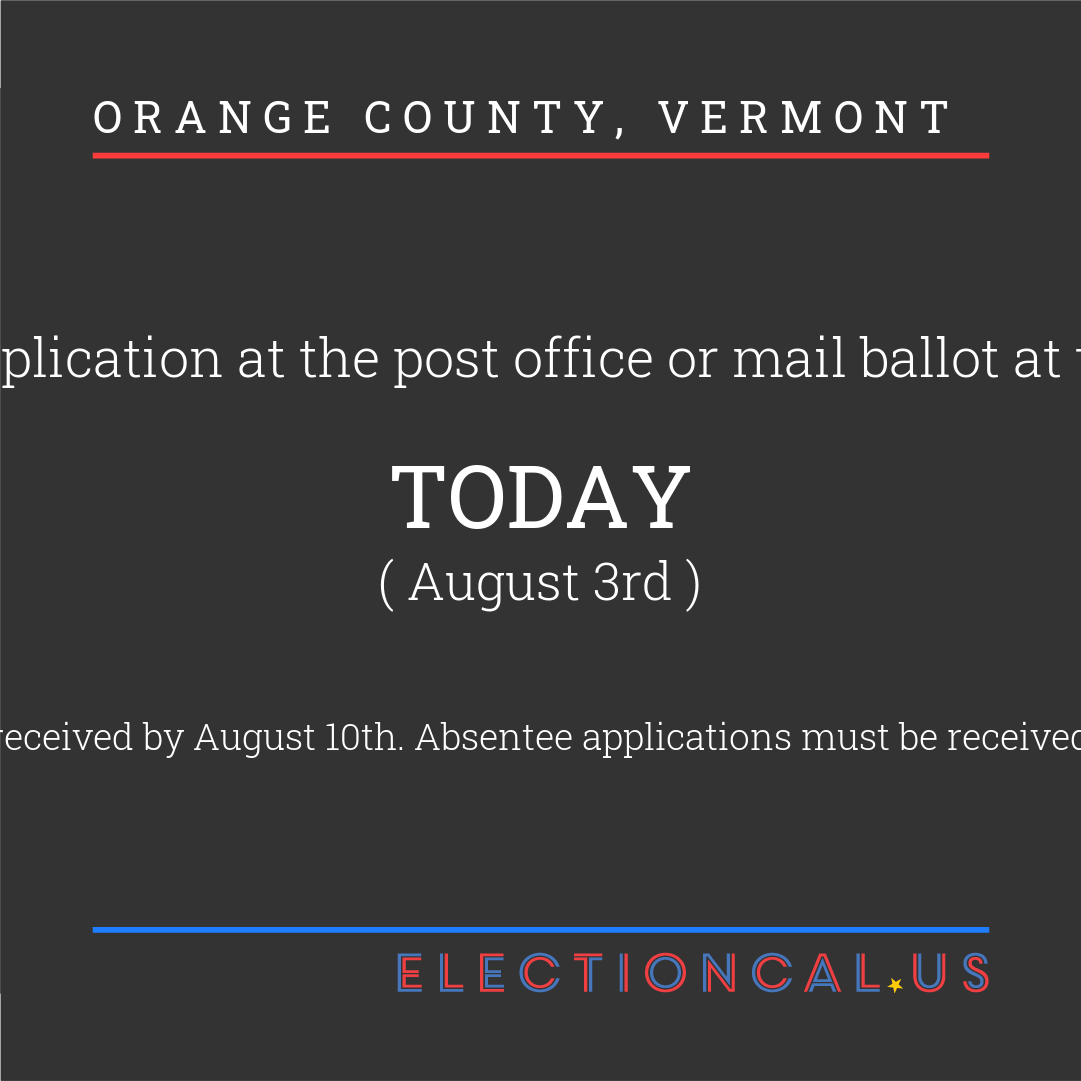 ORANGE COUNTY, VERMONT
plication at the post office or mail ballot at
TODAY
( August 3rd )
received by August 10th. Absentee applications must be received
ELECTIONCAL.US